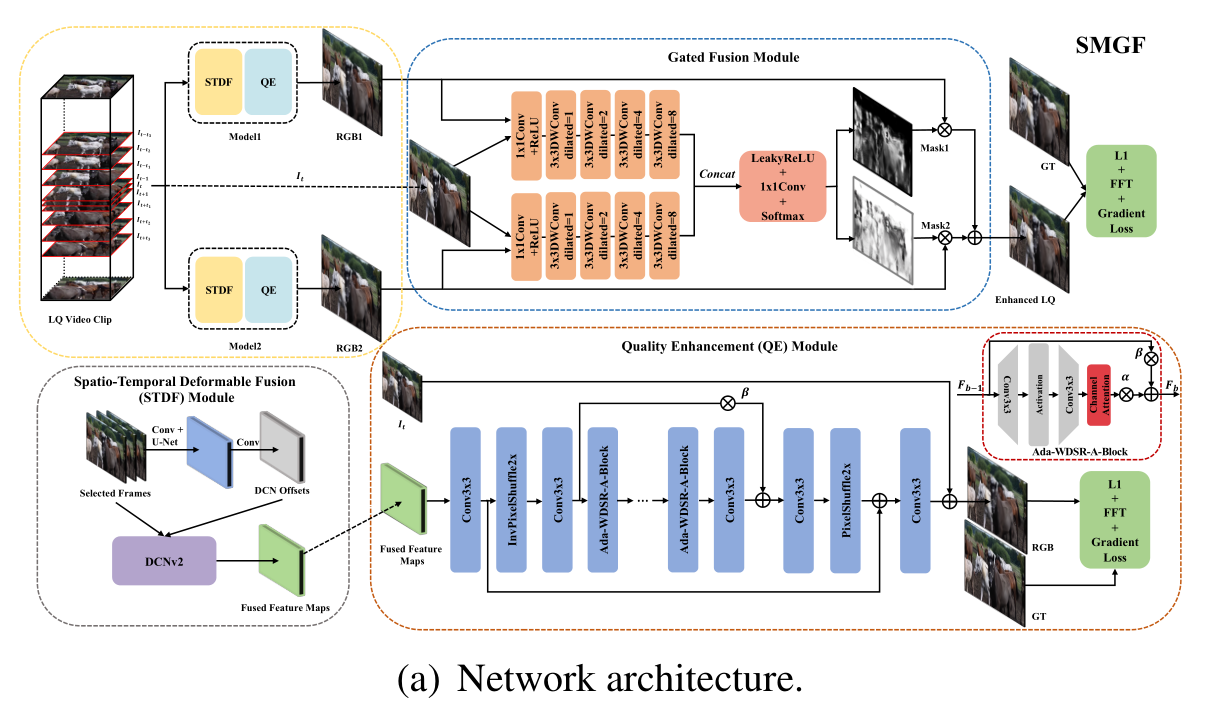 SMGF
Gated Fusion Module
STDF
QE
Model1
RGB1
I_{t-t_3}
I_{t-t_2}
I_{t-t_1}
I_{t-1}
I_t
I_{t+1}
I_{t+t_1}
I_{t+t_2}
I_{t+t_3}
LQ Video Clip
I_t
STDF
QE
Model2
RGB2
1x1Conv
+ReLU
3x3DWConv
dilated=1
3x3DWConv
dilated=2
3x3DWConv
dilated=4
3x3DWConv
dilated=8
1x1Conv
+ReLU
3x3DWConv
dilated=1
3x3DWConv
dilated=2
3x3DWConv
dilated=4
3x3DWConv
dilated=8
Concat
LeakyReLU
+
1x1Conv
+
Softmax
Mask1
Mask2
GT
Enhanced LQ
L1
+
FFT
+
Gradient
Loss
Spatio-Temporal Deformable Fusion
(STDF) Module
Conv +
U-Net
Conv
Selected Frames
DCN Offsets
DCNv2
Fused Feature Maps
Quality Enhancement (QE) Module
I_t
Fused Feature
Maps
Conv3x3
InvPixelShuffle2x
Conv3x3
Ada-WDSR-A-Block
...
Ada-WDSR-A-Block
Conv3x3
β
Conv3x3
PixelShuffle2x
Conv3x3
F_{b-1}
Conv3x3
Activation
Conv3x3
Channel
Attention
α
β
F_b
Ada-WDSR-A-Block
RGB
GT
L1
+
FFT
+
Gradient
Loss
(a) Network architecture.